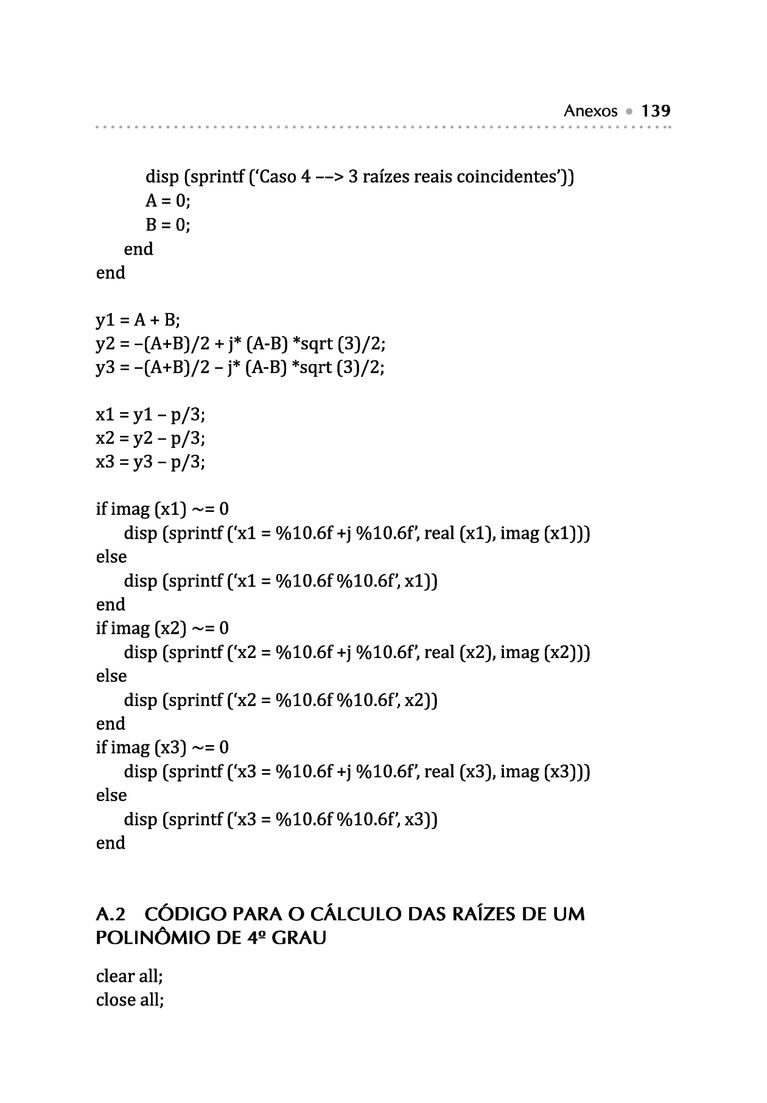 Anexos • 139
disp (sprintf (‘Caso 4 ––> 3 raízes reais coincidentes’))
A = 0;
B = 0;
end
end
y1 = A + B;
y2 = –(A+B)/2 + j* (A-B) *sqrt (3)/2;
y3 = –(A+B)/2 – j* (A-B) *sqrt (3)/2;
x1 = y1 – p/3;
x2 = y2 – p/3;
x3 = y3 – p/3;
if imag (x1) ~= 0
disp (sprintf (‘x1 = %10.6f +j %10.6f’, real (x1), imag (x1)))
else
disp (sprintf (‘x1 = %10.6f %10.6f’, x1))
end
if imag (x2) ~= 0
disp (sprintf (‘x2 = %10.6f +j %10.6f’, real (x2), imag (x2)))
else
disp (sprintf (‘x2 = %10.6f %10.6f’, x2))
end
if imag (x3) ~= 0
disp (sprintf (‘x3 = %10.6f +j %10.6f’, real (x3), imag (x3)))
else
disp (sprintf (‘x3 = %10.6f %10.6f’, x3))
end
A.2 CÓDIGO PARA O CÁLCULO DAS RAÍZES DE UM
POLINÔMIO DE 4º GRAU
clear all;
close all;